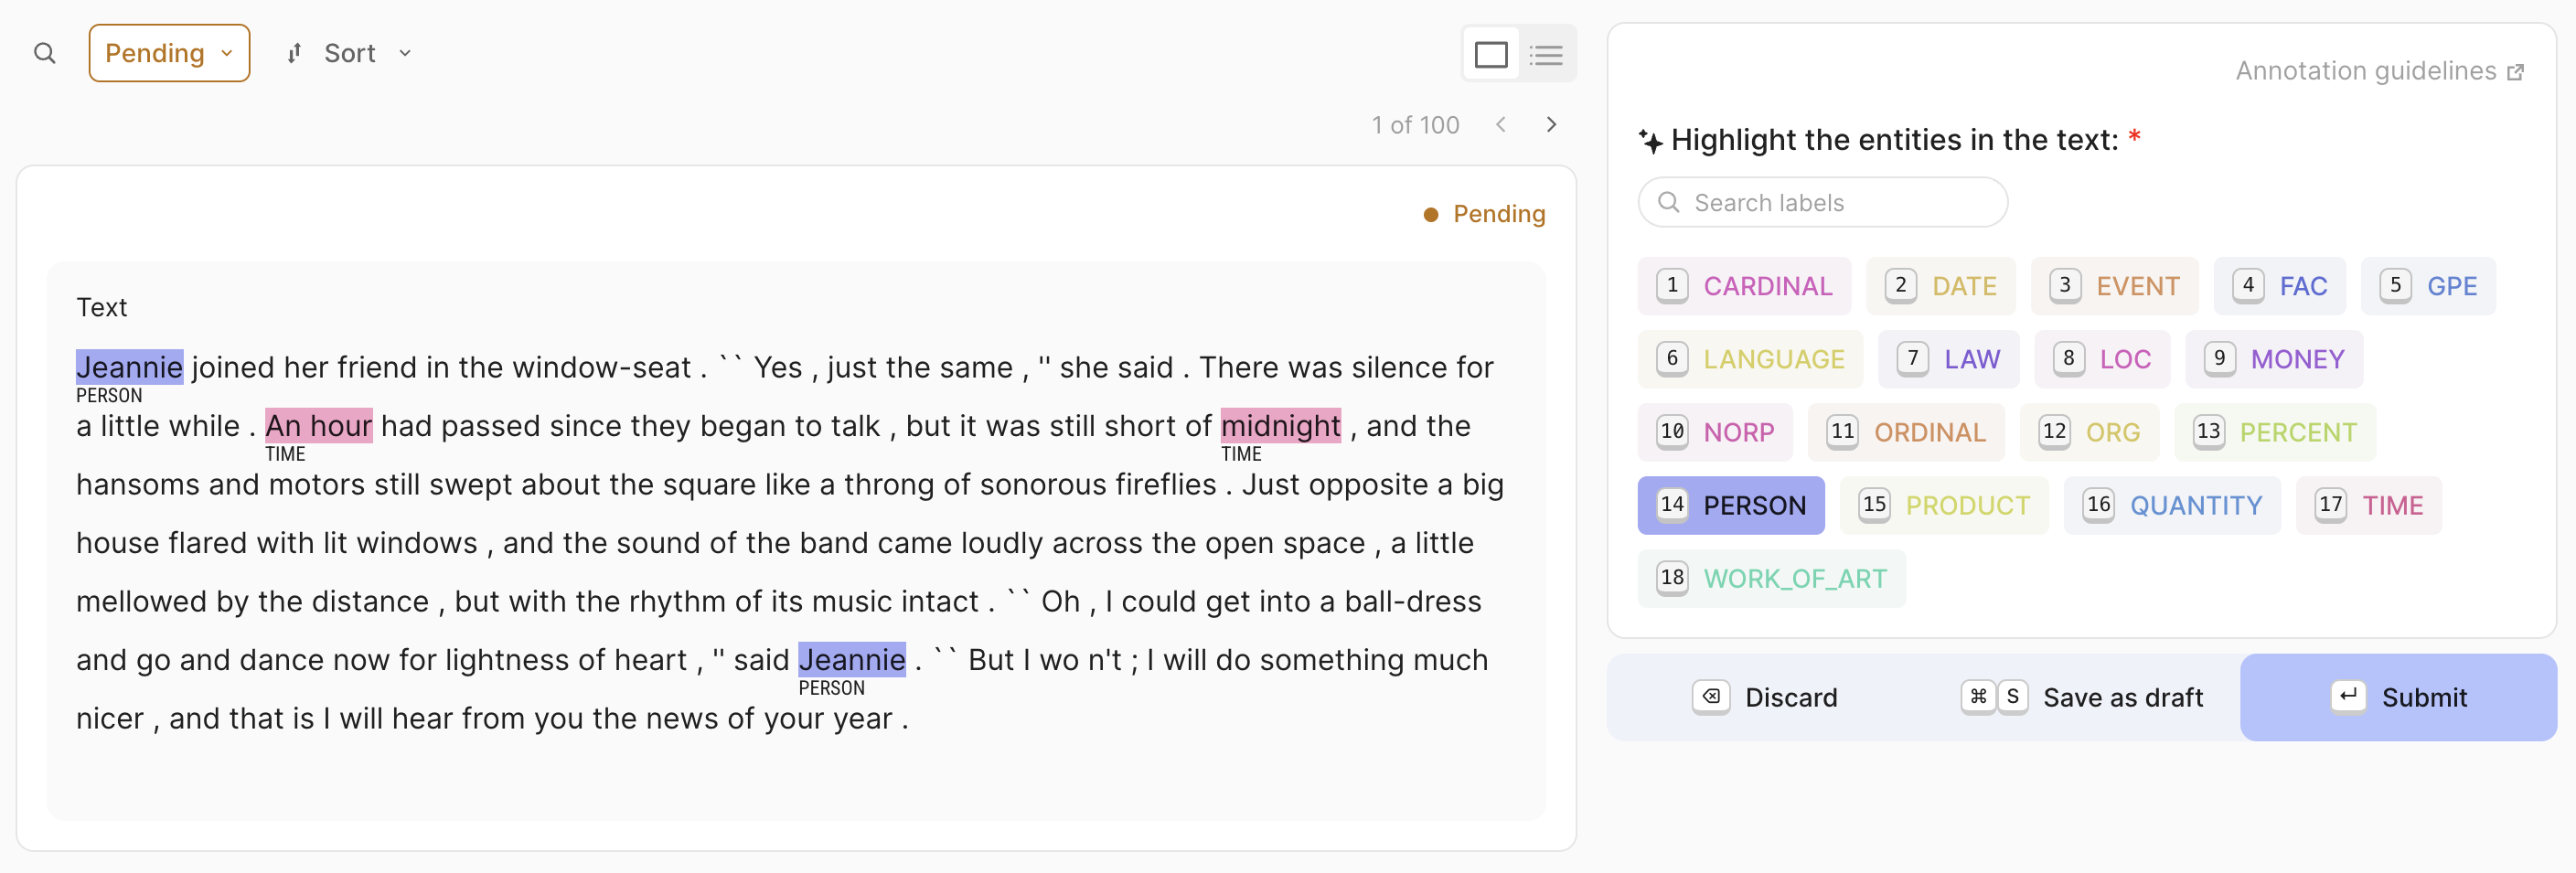 Pending
Sort
1 of 100
Pending
Text
Jeannie joined her friend in the window-seat . `` Yes , just the same , '' she said . There was silence for
PERSON
a little while . An hour had passed since they began to talk , but it was still short of midnight , and the
TIME TIME
hansoms and motors still swept about the square like a throng of sonorous fireflies . Just opposite a big
house flared with lit windows , and the sound of the band came loudly across the open space , a little
mellowed by the distance , but with the rhythm of its music intact . `` Oh , I could get into a ball-dress
and go and dance now for lightness of heart , '' said Jeannie . `` But I wo n't ; I will do something much
PERSON
nicer , and that is I will hear from you the news of your year .
Annotation guidelines
Highlight the entities in the text: *
Search labels
1 CARDINAL 2 DATE 3 EVENT 4 FAC 5 GPE
6 LANGUAGE 7 LAW 8 LOC 9 MONEY
10 NORP 11 ORDINAL 12 ORG 13 PERCENT
14 PERSON 15 PRODUCT 16 QUANTITY 17 TIME
18 WORK_OF_ART
Discard ⌘ S Save as draft Submit